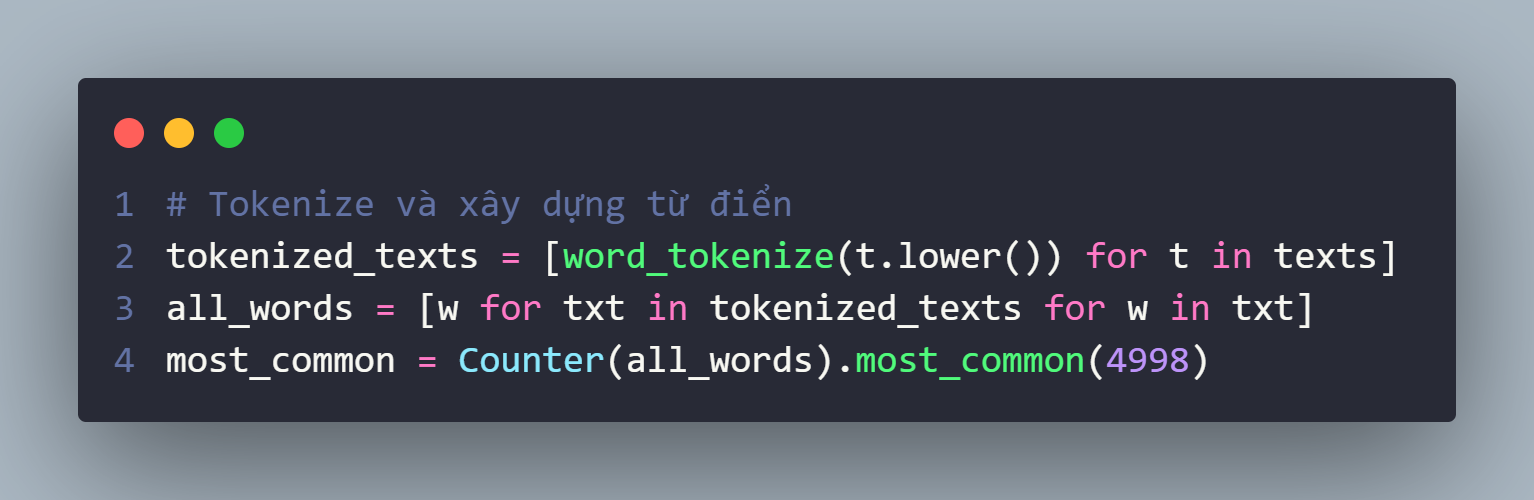 1 # Tokenize và xây dựng từ điển
2 tokenized_texts = [word_tokenize(t.lower()) for t in texts]
3 all_words = [w for txt in tokenized_texts for w in txt]
4 most_common = Counter(all_words).most_common(4998)